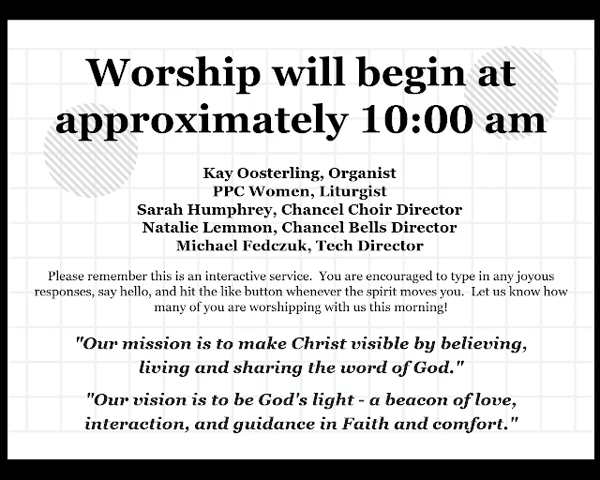 Worship will begin at
approximately 10:00 am
Kay Oosterling, Organist
PPC Women, Liturgist
Sarah Humphrey, Chancel Choir Director
Natalie Lemmon, Chancel Bells Director
Michael Fedczuk, Tech Director
Please remember this is an interactive service.  You are encouraged to type in any joyous
responses, say hello, and hit the like button whenever the spirit moves you.  Let us know how
many of you are worshipping with us this morning!
"Our mission is to make Christ visible by believing,
living and sharing the word of God."
"Our vision is to be God's light - a beacon of love,
interaction, and guidance in Faith and comfort."